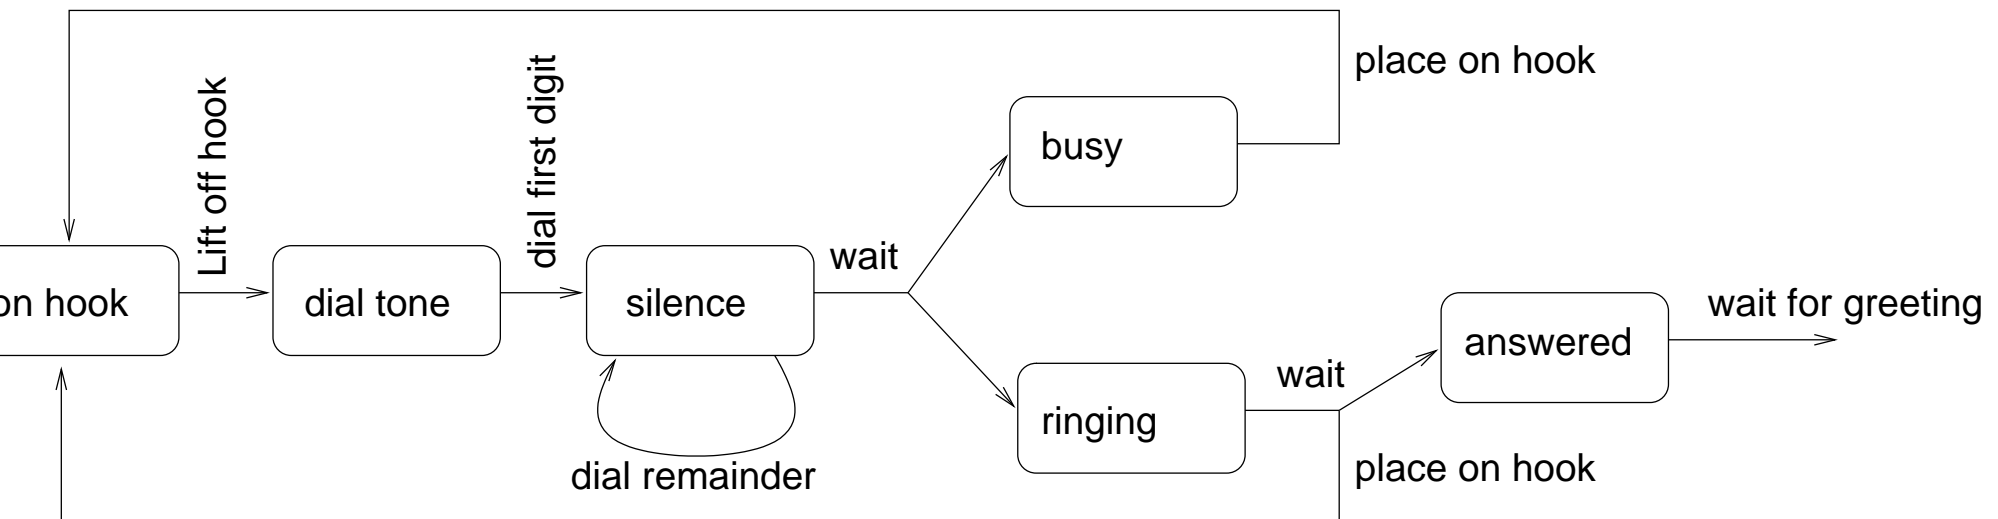 place on hook
Lift off hook
dial first digit
busy
wait
on hook
dial tone
silence
wait for greeting
answered
wait
ringing
place on hook
dial remainder